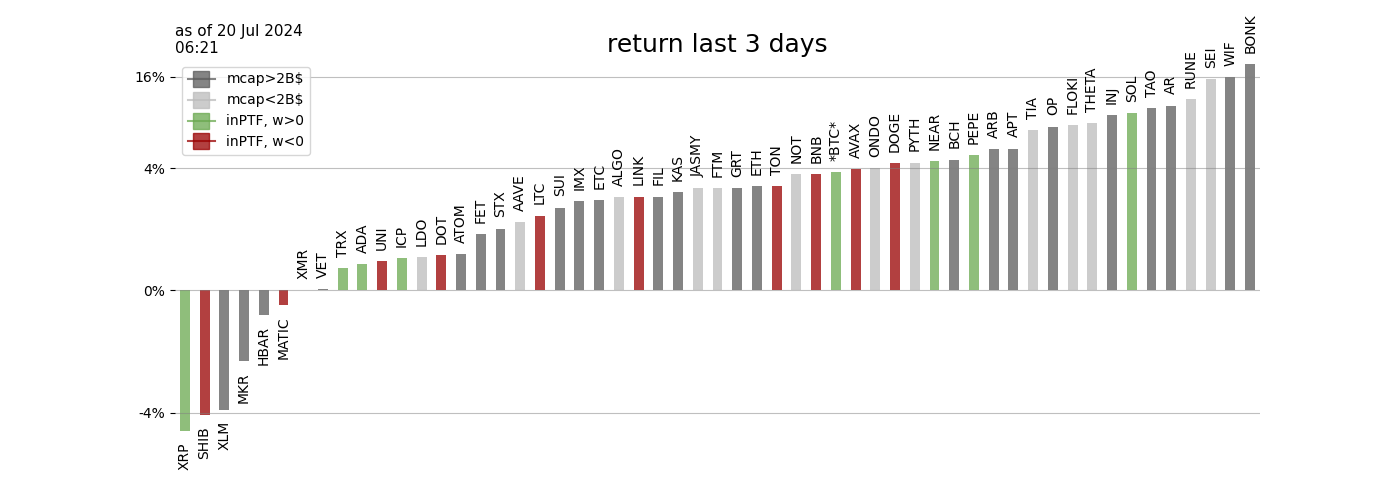 as of 20 Jul 2024
06:21
return last 3 days
mcap>2B$
mcap<2B$
inPTF, w>0
inPTF, w<0
16%
4%
0%
-4%
XRP
SHIB
XLM
MKR
HBAR
MATIC
XMR
VET
TRX
ADA
UNI
ICP
LDO
DOT
ATOM
FET
STX
AAVE
LTC
SUI
IMX
ETC
ALGO
LINK
FIL
KAS
JASMY
FTM
GRT
ETH
TON
NOT
BNB
*BTC*
AVAX
ONDO
DOGE
PYTH
NEAR
BCH
PEPE
ARB
APT
TIA
OP
FLOKI
THETA
INJ
SOL
TAO
AR
RUNE
SEI
WIF
BONK